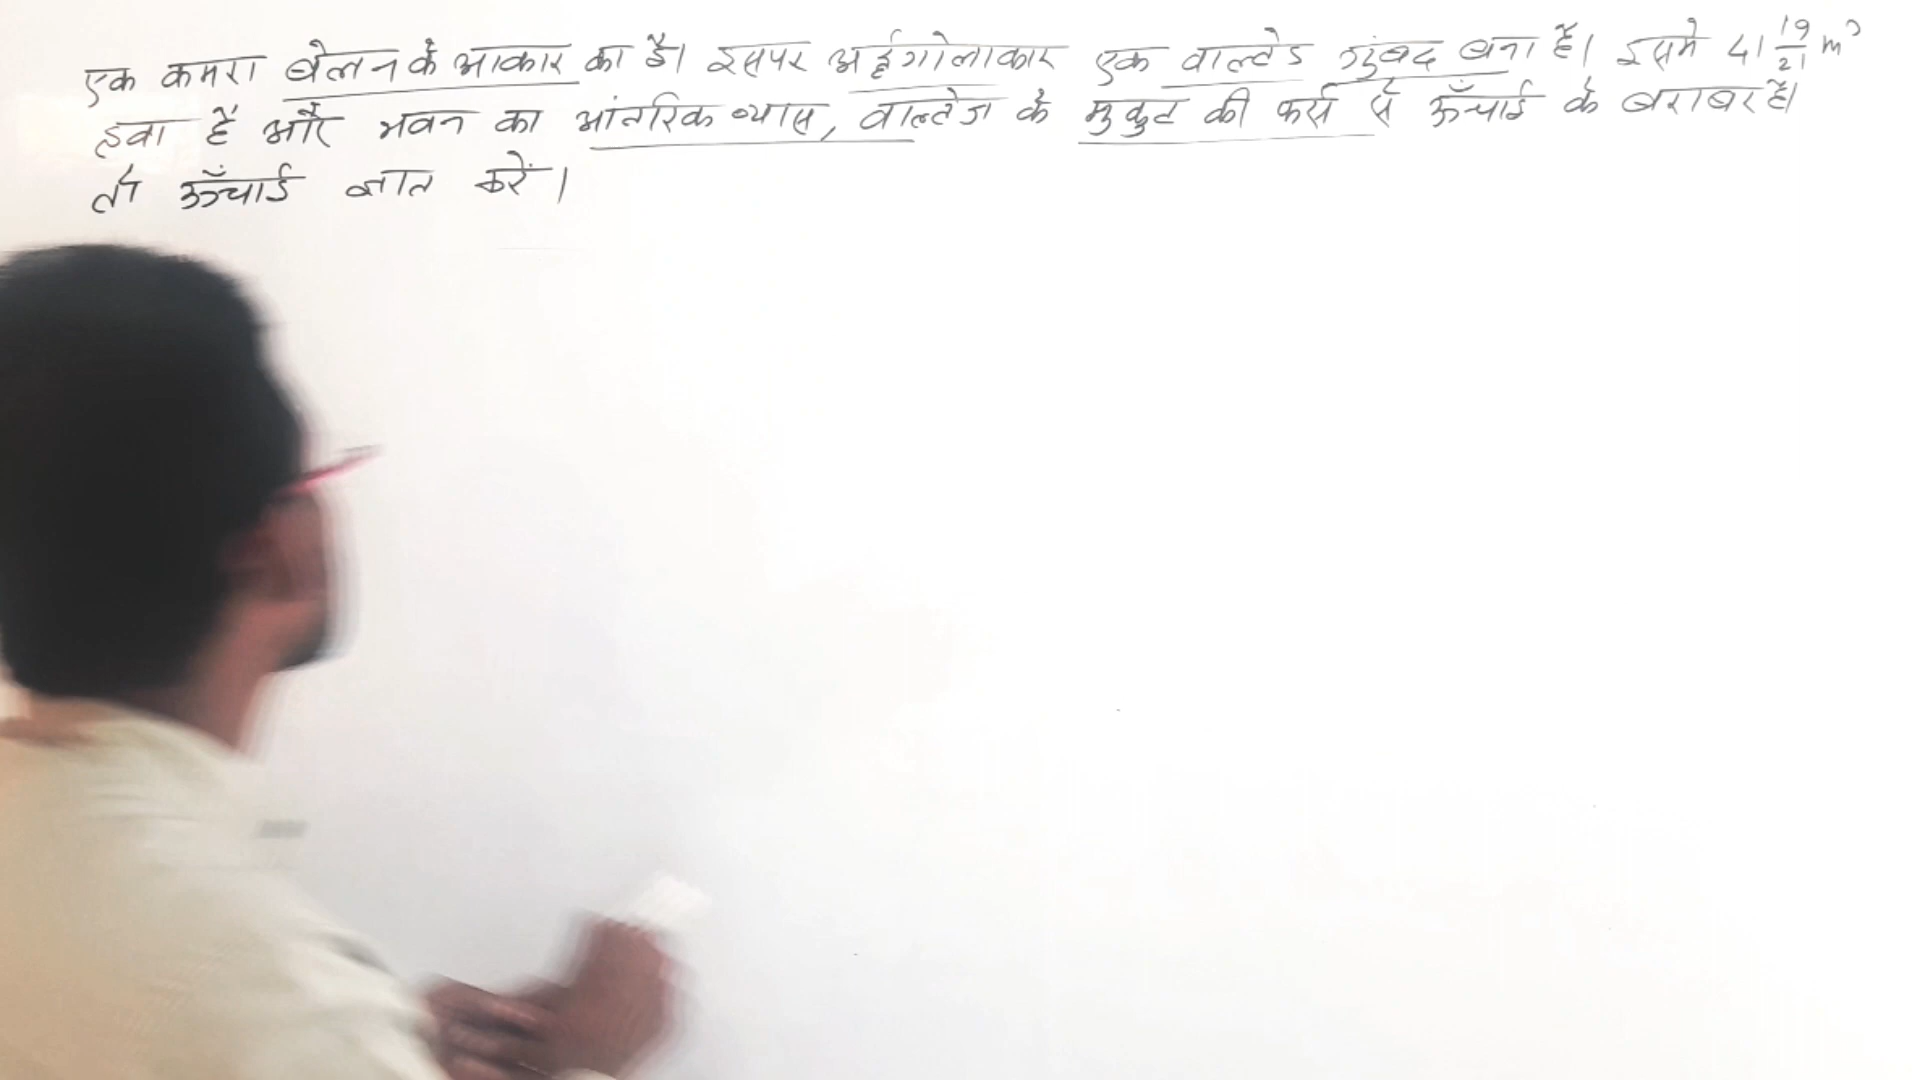 एक कमरा बेलन के आकार का है। इसपर अर्द्धगोलाकार एक वाल्टेड गुंबद बना है। इसमे 41 19/21 m³
हवा है और भवन का आंतरिक व्यास, वाल्तेज के मुकुट की फर्स से ऊँचाई के बराबर है।
तो ऊँचाई ज्ञात करें।